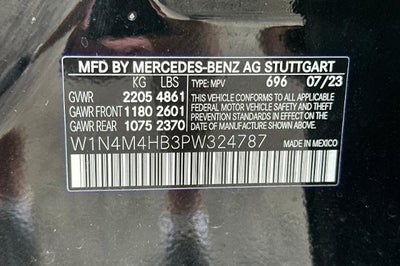 MFD BY MERCEDES-BENZ AG STUTTGART
KG LBS TYPE: MPV 696 07/23
GVWR 2205 4861
GAWR FRONT 1180 2601
GAWR REAR 1075 2370
THIS VEHICLE CONFORMS TO ALL
APPLICABLE U.S. FEDERAL MOTOR
VEHICLE SAFETY AND THEFT
PREVENTION STANDARDS IN EFFECT
ON THE DATE OF MANUFACTURE
SHOWN ABOVE.
W1N4M4HB3PW324787
MADE IN MEXICO